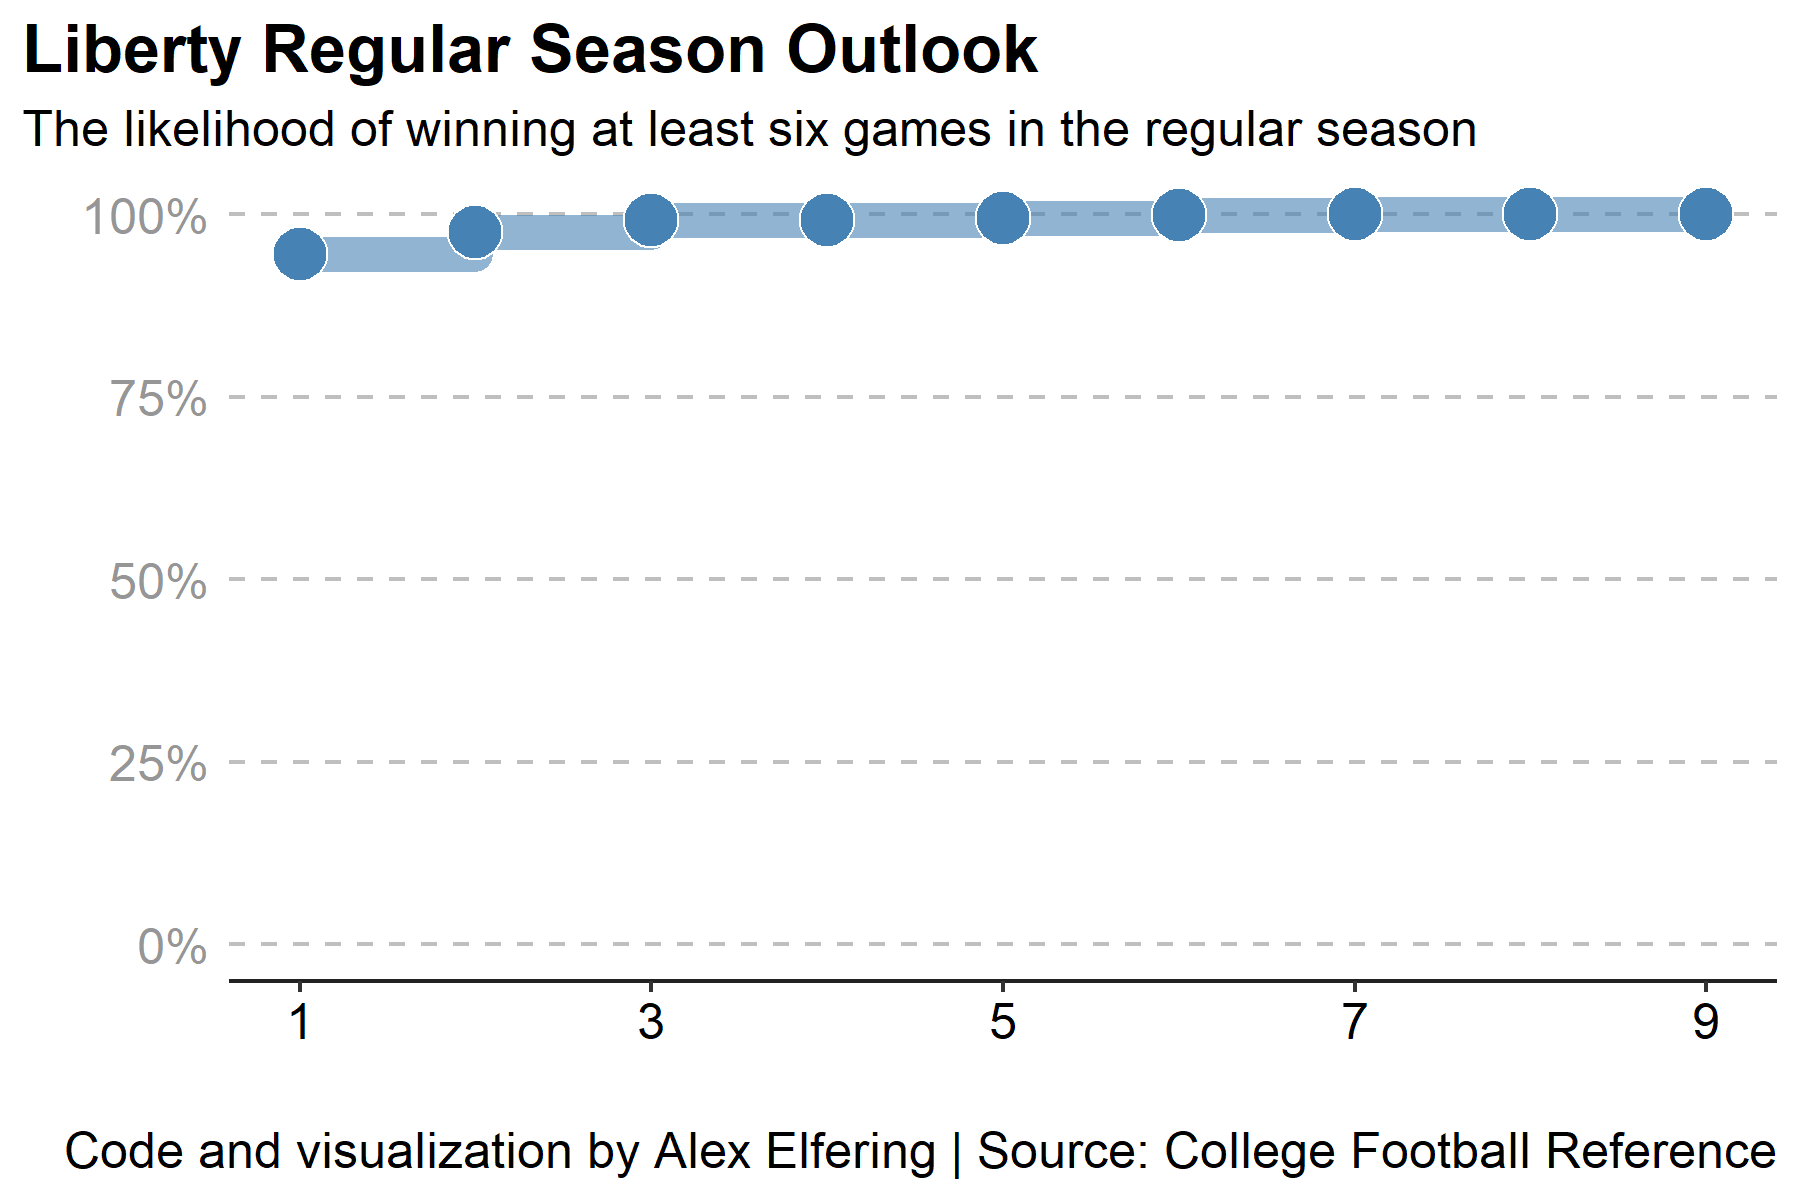 Liberty Regular Season Outlook
The likelihood of winning at least six games in the regular season
100%
75%
50%
25%
0%
1 3 5 7 9
Code and visualization by Alex Elfering | Source: College Football Reference